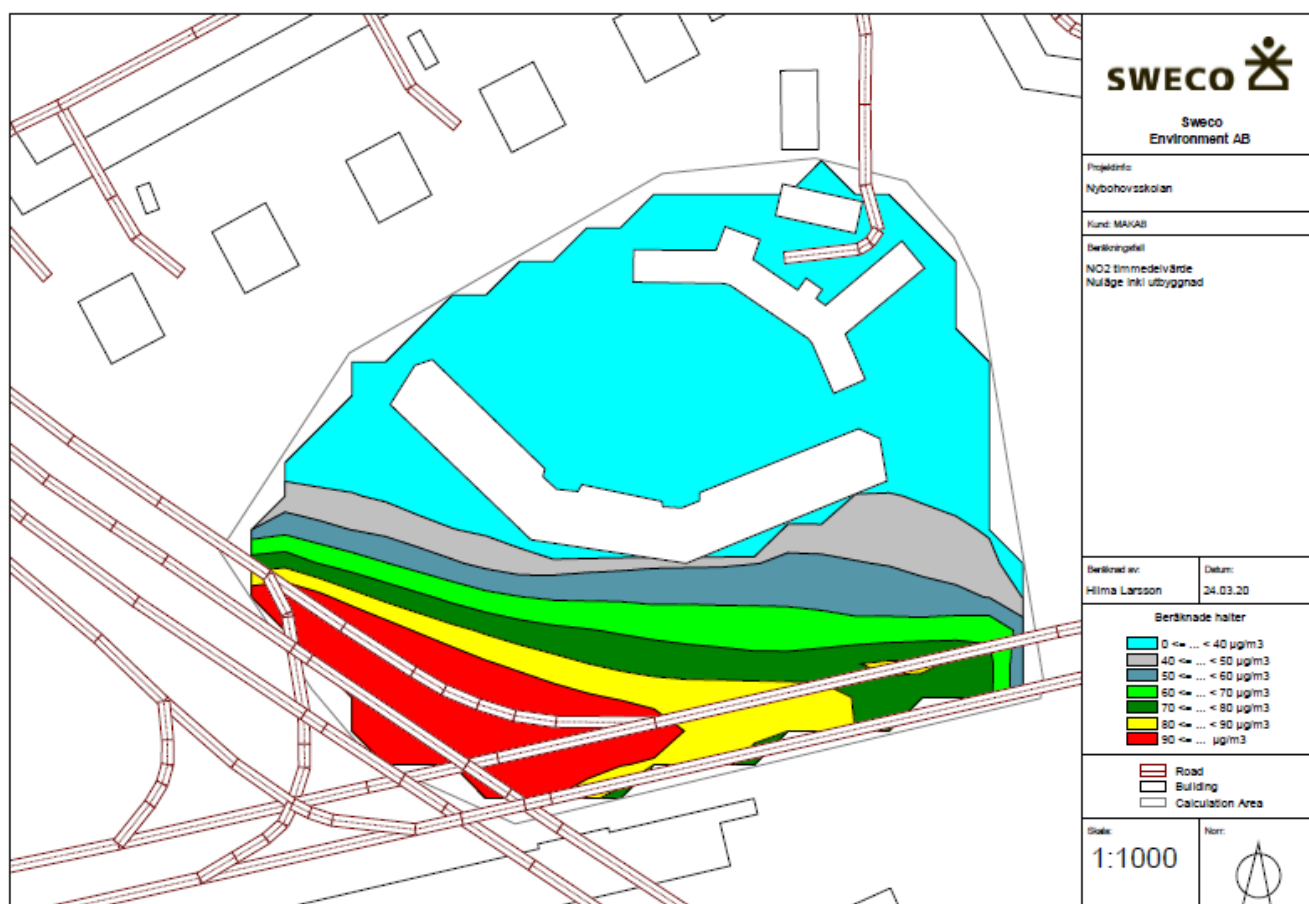 SWECO
Sweco
Environment AB
Projektinfo
Nybohovsskolan
Kund: MAKAB
Beräkningsfall
NO2 timmedelvärde
Nuläge inkl utbyggnad
Beräknad av:
Hilma Larsson
Datum:
24.03.20
Beräknade halter
0 <= ... < 40 µg/m3
40 <= ... < 50 µg/m3
50 <= ... < 60 µg/m3
60 <= ... < 70 µg/m3
70 <= ... < 80 µg/m3
80 <= ... < 90 µg/m3
90 <= ... µg/m3
Road
Building
Calculation Area
Skala:
1:1000
Norr: